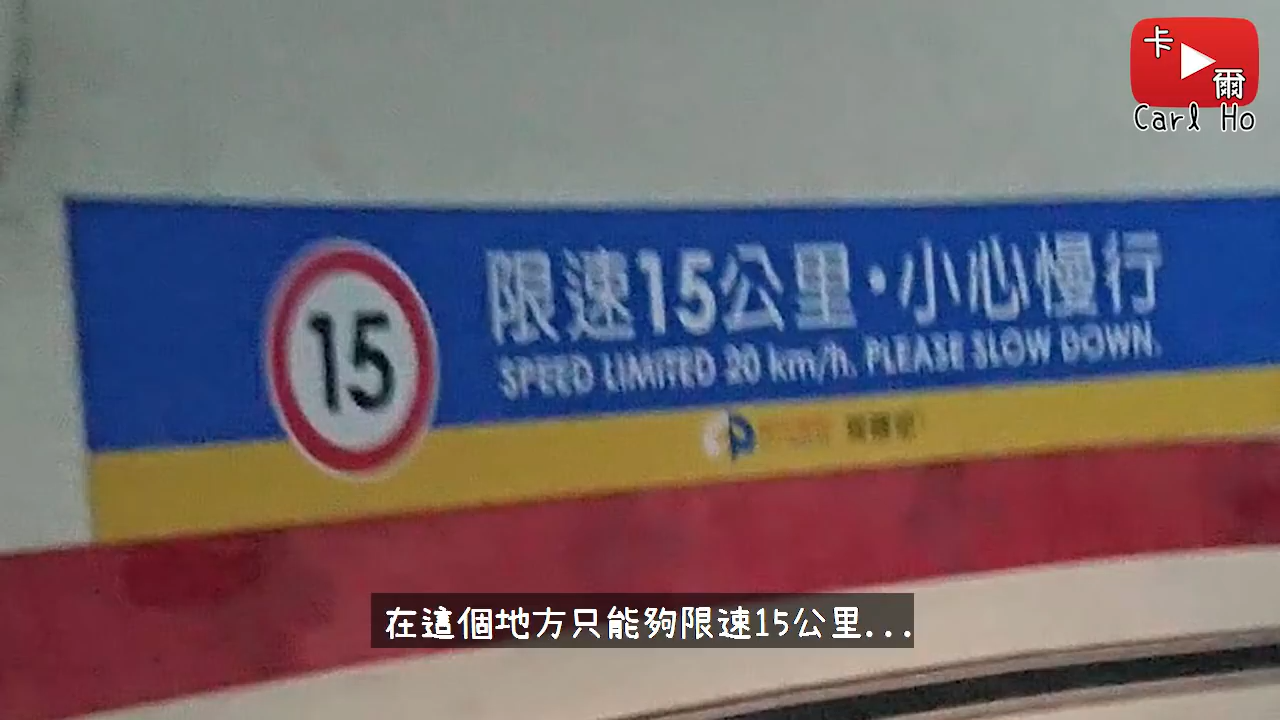 卡
爾
Carl Ho
15
限速15公里・小心慢行
SPEED LIMITED 20 km/h. PLEASE SLOW DOWN.
在這個地方只能夠限速15公里...